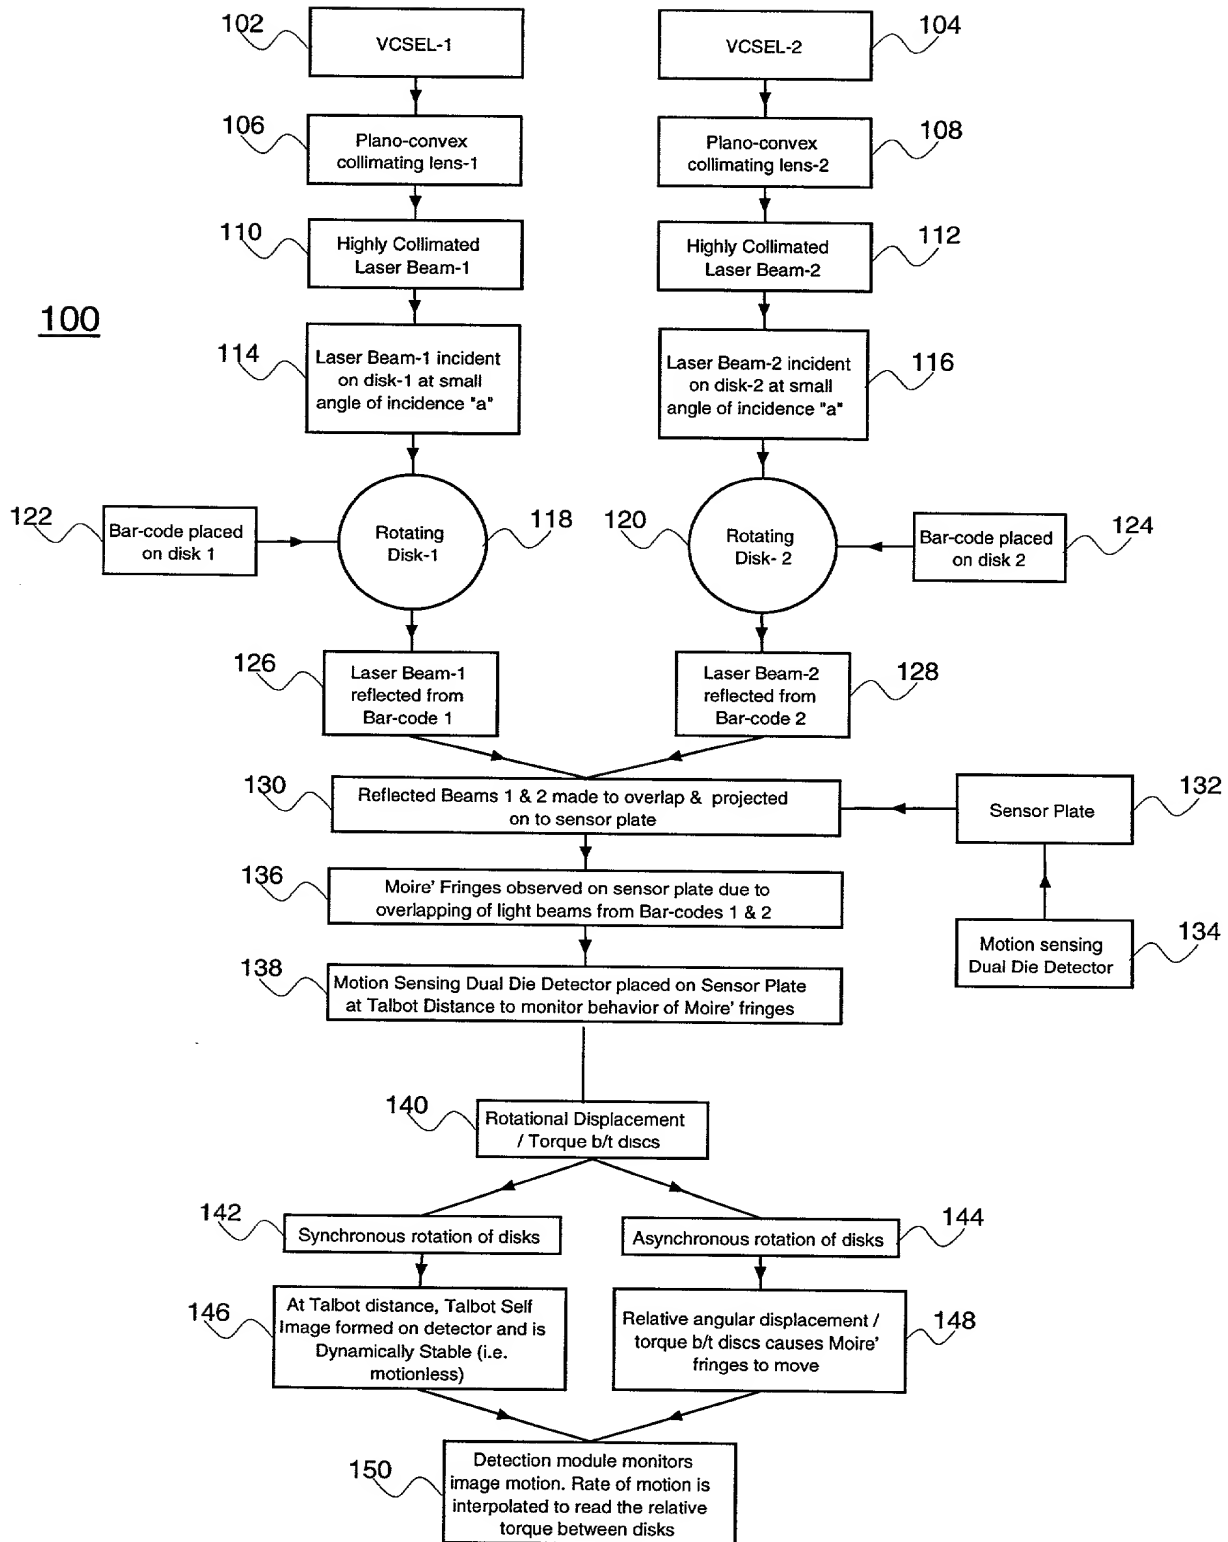 102
VCSEL-1
VCSEL-2
104
106
Plano-convex
collimating lens-1
Plano-convex
collimating lens-2
108
110
Highly Collimated
Laser Beam-1
Highly Collimated
Laser Beam-2
112
100
114
Laser Beam-1 incident
on disk-1 at small
angle of incidence "a"
Laser Beam-2 incident
on disk-2 at small
angle of incidence "a"
116
122
Bar-code placed
on disk 1
Rotating
Disk-1
118
120
Rotating
Disk- 2
Bar-code placed
on disk 2
124
126
Laser Beam-1
reflected from
Bar-code 1
Laser Beam-2
reflected from
Bar-code 2
128
130
Reflected Beams 1 & 2 made to overlap & projected
on to sensor plate
Sensor Plate
132
136
Moire' Fringes observed on sensor plate due to
overlapping of light beams from Bar-codes 1 & 2
Motion sensing
Dual Die Detector
134
138
Motion Sensing Dual Die Detector placed on Sensor Plate
at Talbot Distance to monitor behavior of Moire' fringes
140
Rotational Displacement
/ Torque b/t discs
142
Synchronous rotation of disks
Asynchronous rotation of disks
144
146
At Talbot distance, Talbot Self
Image formed on detector and is
Dynamically Stable (i.e.
motionless)
Relative angular displacement /
torque b/t discs causes Moire'
fringes to move
148
150
Detection module monitors
image motion. Rate of motion is
interpolated to read the relative
torque between disks